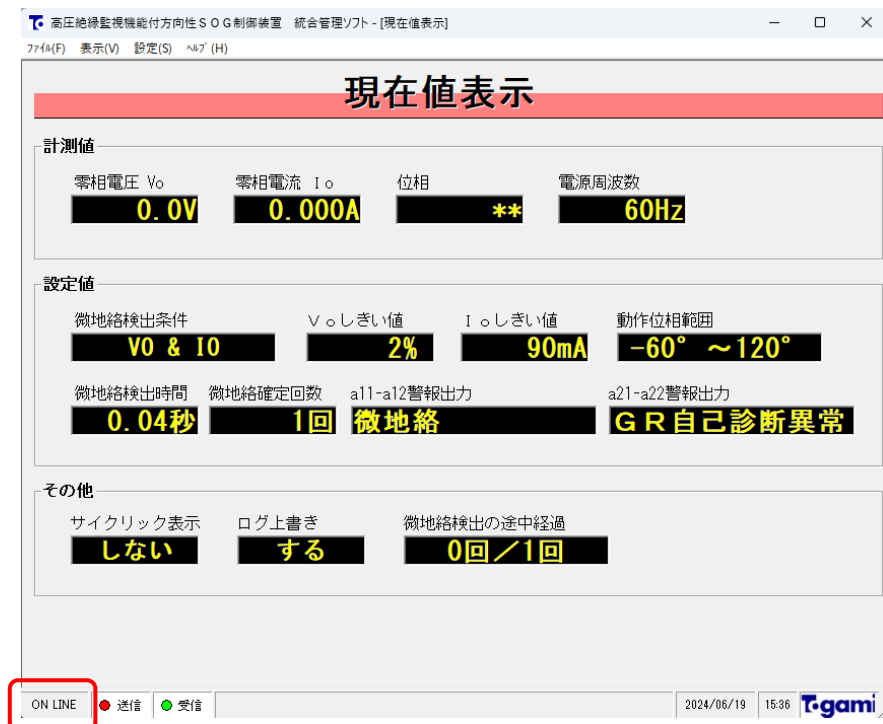 高圧絶縁監視機能付方向性ＳＯＧ制御装置　統合管理ソフト - [現在値表示]
ﾌｧｲﾙ(F) 表示(V) 設定(S) ﾍﾙﾌﾟ(H)
現在値表示
計測値
零相電圧 Vo 零相電流 Ｉｏ 位相 電源周波数
0.0V 0.000A ** 60Hz
設定値
微地絡検出条件 Ｖｏしきい値 Ｉｏしきい値 動作位相範囲
V0 & I0 2% 90mA -60° ～120°
微地絡検出時間 微地絡確定回数 a11-a12警報出力 a21-a22警報出力
0.04秒 1回 微地絡 ＧＲ自己診断異常
その他
サイクリック表示 ログ上書き 微地絡検出の途中経過
しない する 0回／1回
ON LINE 送信 受信 2024/06/19 15:36 Togami